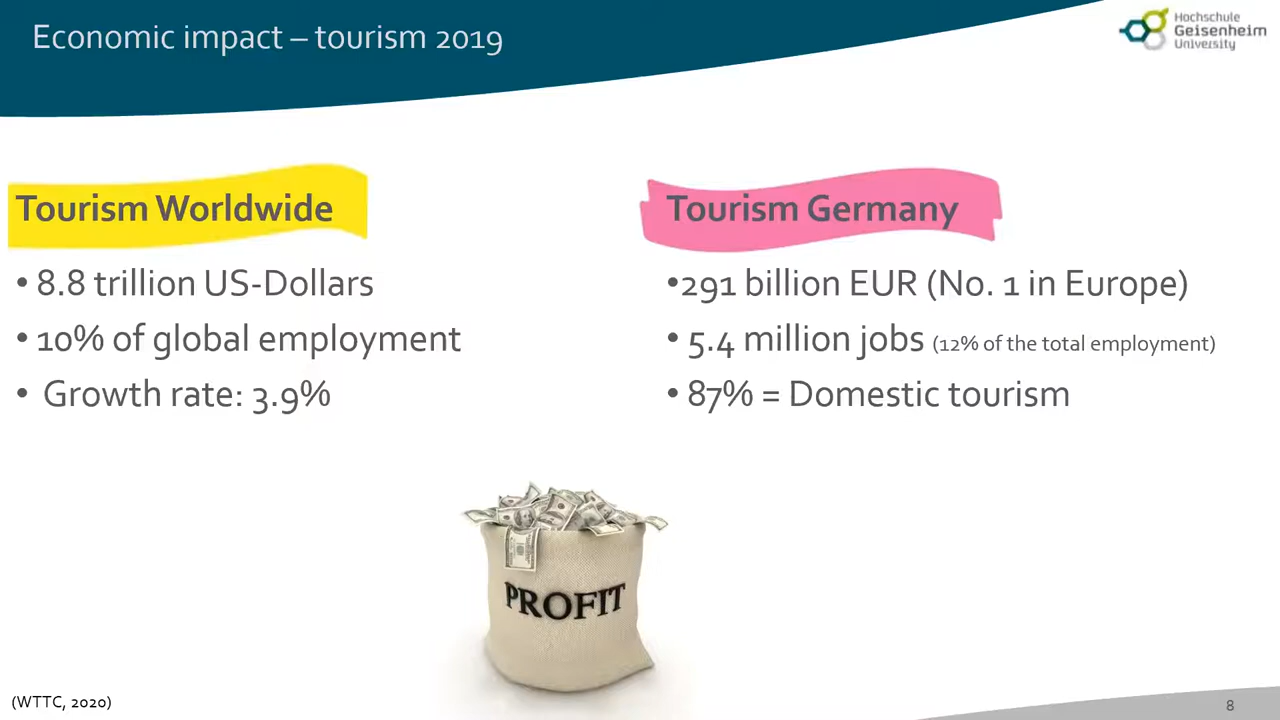 Economic impact – tourism 2019
Hochschule
Geisenheim
University
Tourism Worldwide
• 8.8 trillion US-Dollars
• 10% of global employment
• Growth rate: 3.9%
Tourism Germany
•291 billion EUR (No. 1 in Europe)
• 5.4 million jobs (12% of the total employment)
• 87% = Domestic tourism
PROFIT
(WTTC, 2020)
8